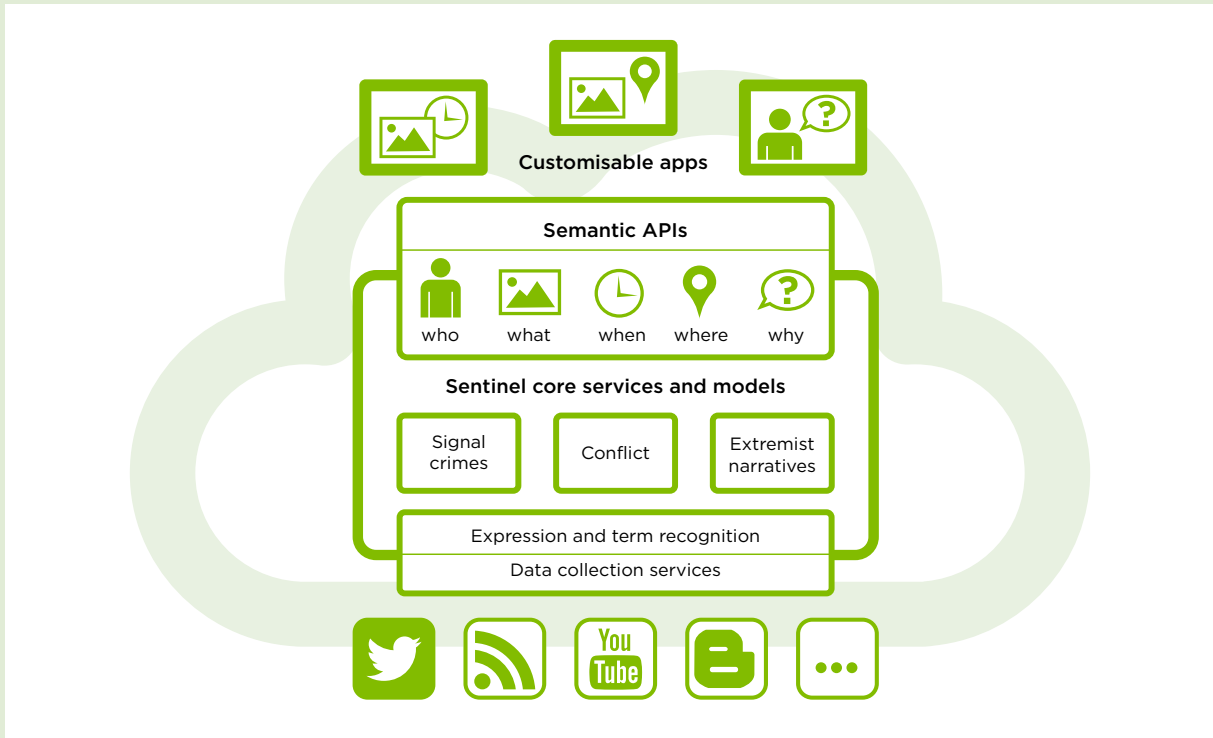 ?
Customisable apps
Semantic APIs
?
who what when where why
Sentinel core services and models
Signal
crimes
Conflict
Extremist
narratives
Expression and term recognition
Data collection services
You
Tube